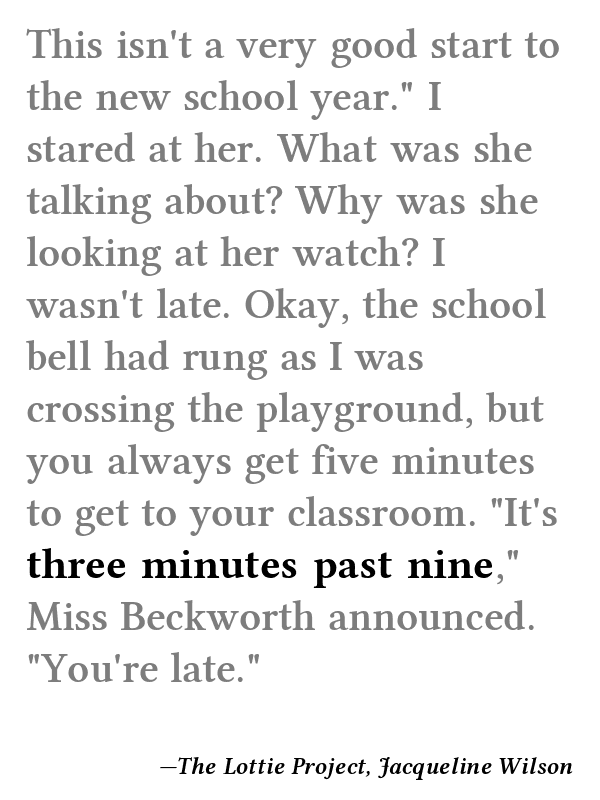 This isn't a very good start to
the new school year." I
stared at her. What was she
talking about? Why was she
looking at her watch? I
wasn't late. Okay, the school
bell had rung as I was
crossing the playground, but
you always get five minutes
to get to your classroom. "It's
three minutes past nine,"
Miss Beckworth announced.
"You're late."
—The Lottie Project, Jacqueline Wilson